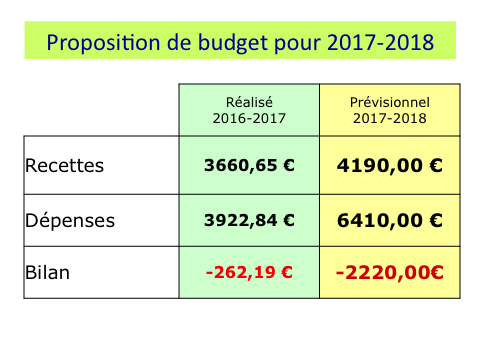 Proposition de budget pour 2017-2018
Réalisé Prévisionnel
2016-2017 2017-2018
Recettes 3660,65 € 4190,00 €
Dépenses 3922,84 € 6410,00 €
Bilan -262,19 € -2220,00€